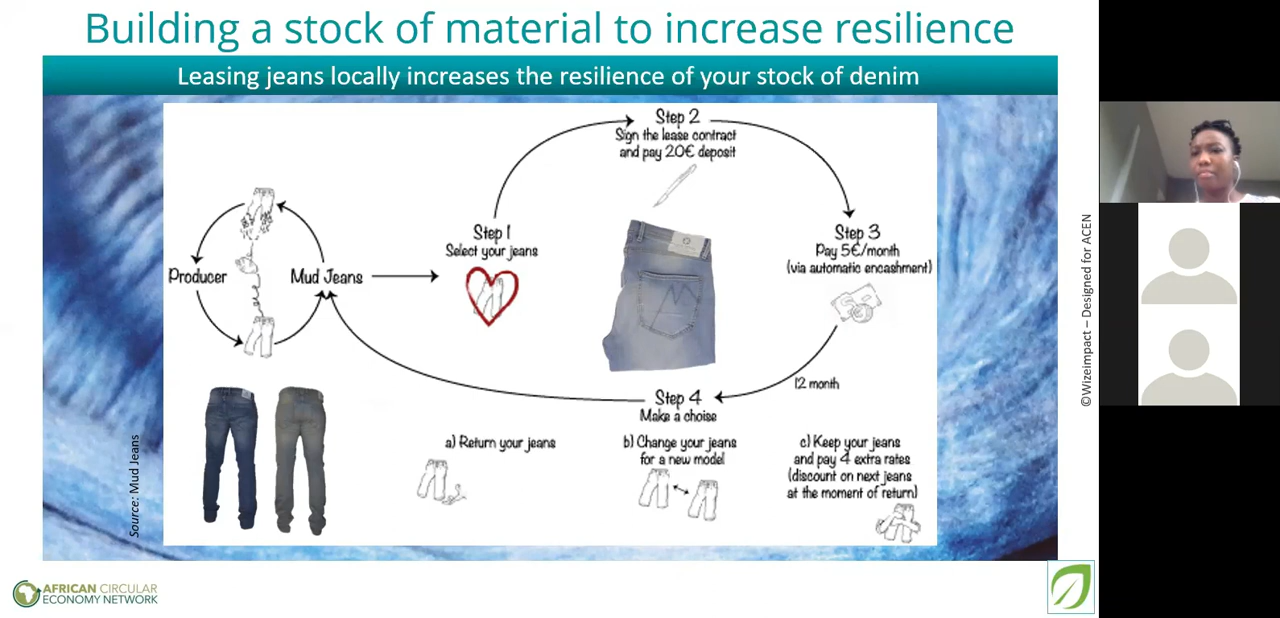 Building a stock of material to increase resilience
Leasing jeans locally increases the resilience of your stock of denim
Step 2
Sign the lease contract
and pay 20€ deposit
Step 1
Select your jeans
Step 3
Pay 5€/month
(via automatic encashment)
Producer
Mud Jeans
12 month
Step 4
Make a choise
a) Return your jeans
b) Change your jeans
for a new model
c) Keep your jeans
and pay 4 extra rates
(discount on next jeans
at the moment of return)
Source: Mud Jeans
©Wizeimpact – Designed for ACEN
AFRICAN CIRCULAR
ECONOMY NETWORK